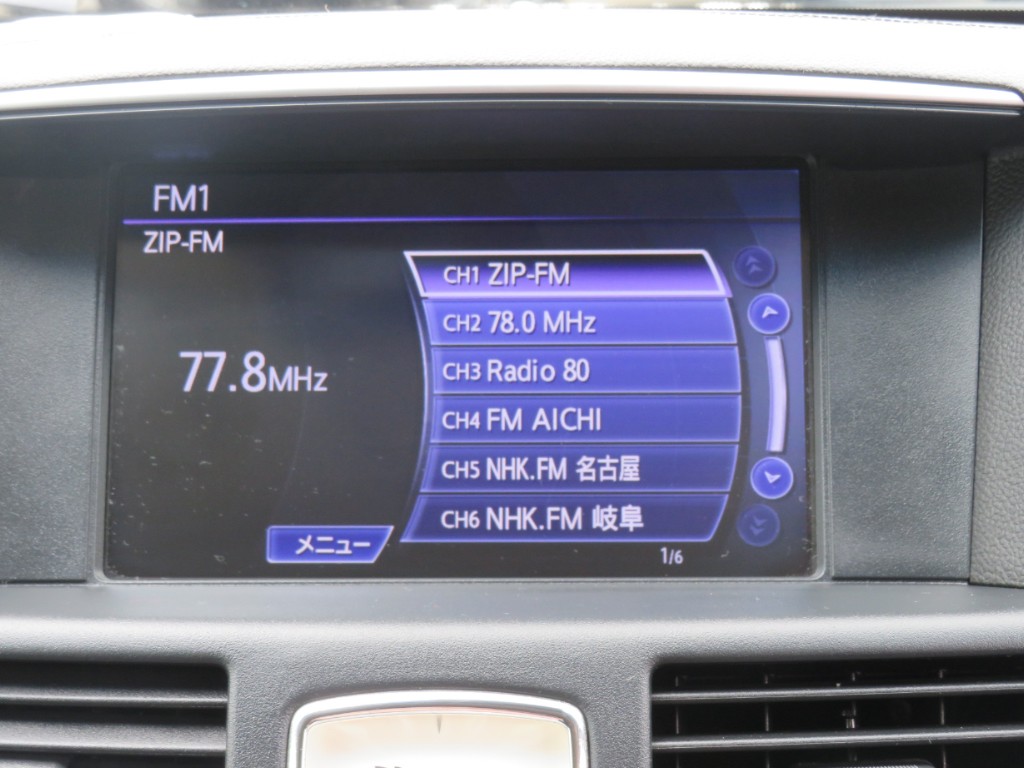 FM1
ZIP-FM
77.8MHz
CH1 ZIP-FM
CH2 78.0 MHz
CH3 Radio 80
CH4 FM AICHI
CH5 NHK.FM 名古屋
CH6 NHK.FM 岐阜
メニュー
1/6